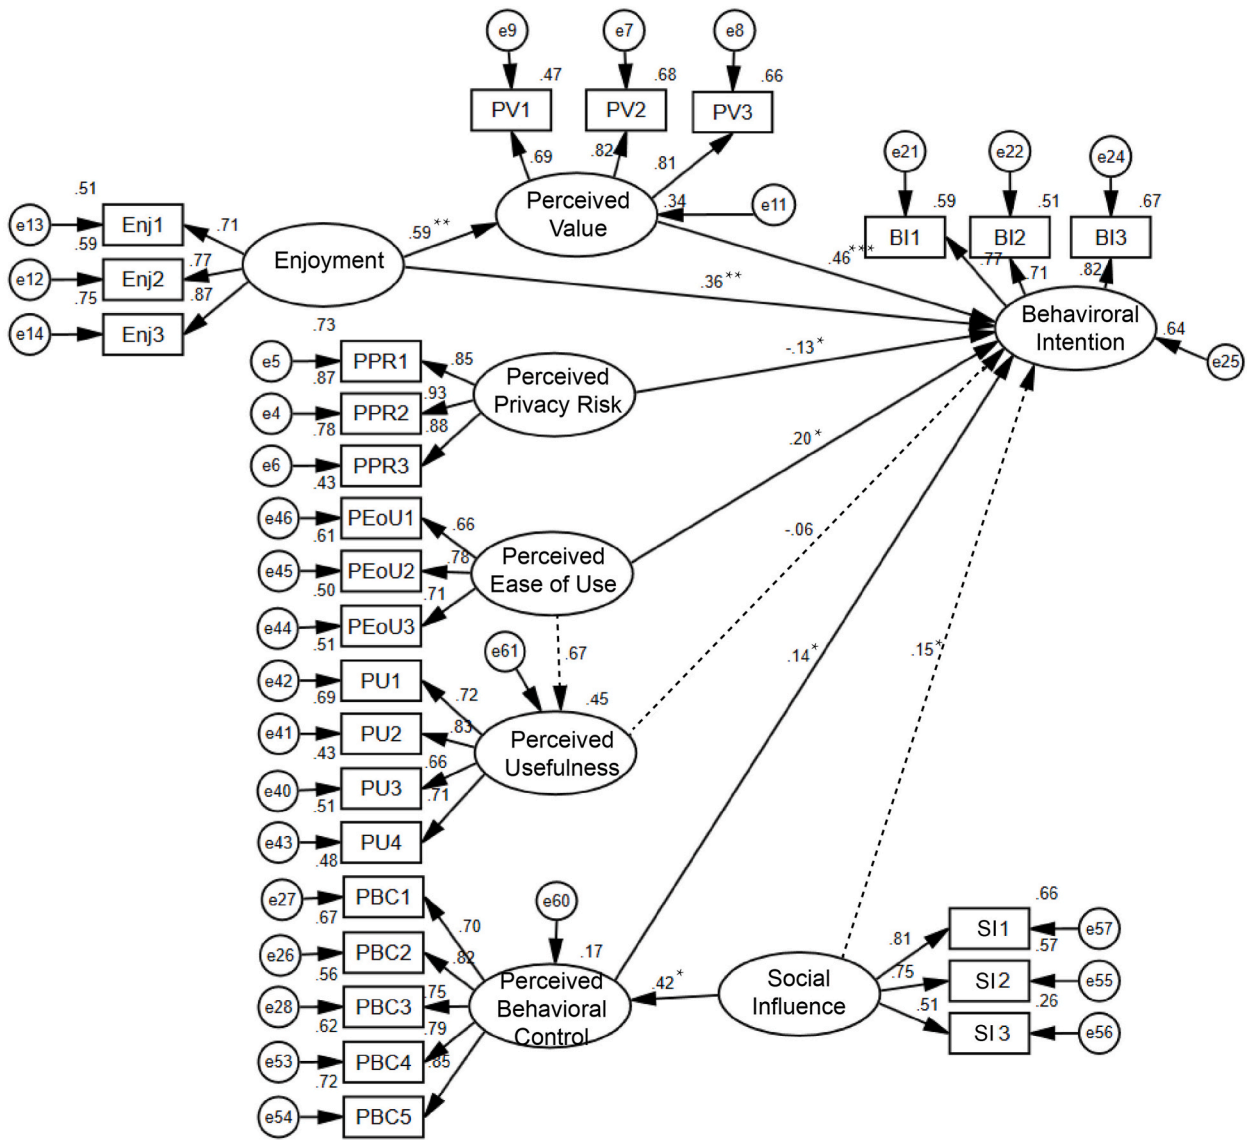 e9
e7
e8
.47
.68
.66
PV1
PV2
PV3
.69
.82
.81
Perceived
Value
.34
e11
e21
e22
e24
.59
.51
.67
BI1
BI2
BI3
.77
.71
.82
Behaviroral
Intention
.64
e25
.51
e13
Enj1
.71
.59
e12
Enj2
.77
.75
e14
Enj3
.87
Enjoyment
.59**
.46***
.36**
-.13*
.73
e5
PPR1
.85
.87
e4
PPR2
.93
.78
e6
PPR3
.88
Perceived
Privacy Risk
.20*
.43
e46
PEoU1
.66
.61
e45
PEoU2
.78
.50
e44
PEoU3
.71
Perceived
Ease of Use
-.06
.67
e61
.45
.51
e42
PU1
.72
.69
e41
PU2
.83
.43
e40
PU3
.66
.51
e43
PU4
.71
Perceived
Usefulness
.14*
.15*
.48
e27
PBC1
.70
.67
e26
PBC2
.82
.56
e28
PBC3
.75
.62
e53
PBC4
.79
.72
e54
PBC5
.85
e60
.17
Perceived
Behavioral
Control
.42*
Social
Influence
.66
.81
SI1
e57
.57
.75
SI2
e55
.26
.51
SI3
e56